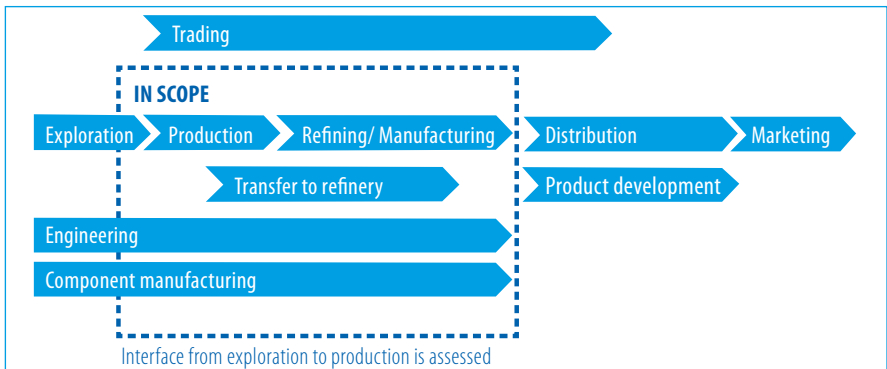 Trading
IN SCOPE
Exploration Production Refining/ Manufacturing Distribution Marketing
Transfer to refinery Product development
Engineering
Component manufacturing
Interface from exploration to production is assessed